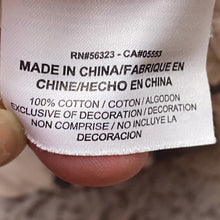 RN#56323 - CA#05553
MADE IN CHINA/FABRIQUE EN
CHINE/HECHO EN CHINA
100% COTTON / COTON / ALGODON
EXCLUSIVE OF DECORATION / DECORATION
NON COMPRISE / NO INCLUYE LA
DECORACION